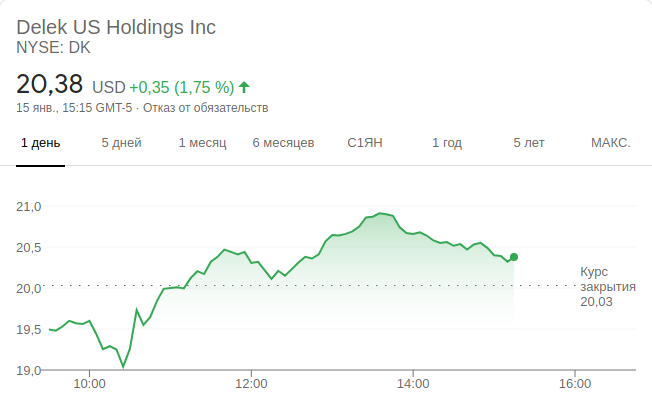 Delek US Holdings Inc
NYSE: DK
20,38 USD +0,35 (1,75 %)
15 янв., 15:15 GMT-5 · Отказ от обязательств
1 день 5 дней 1 месяц 6 месяцев С1ЯН 1 год 5 лет МАКС.
21,0
20,5
20,0
19,5
19,0
Курс
закрытия
20,03
10:00 12:00 14:00 16:00